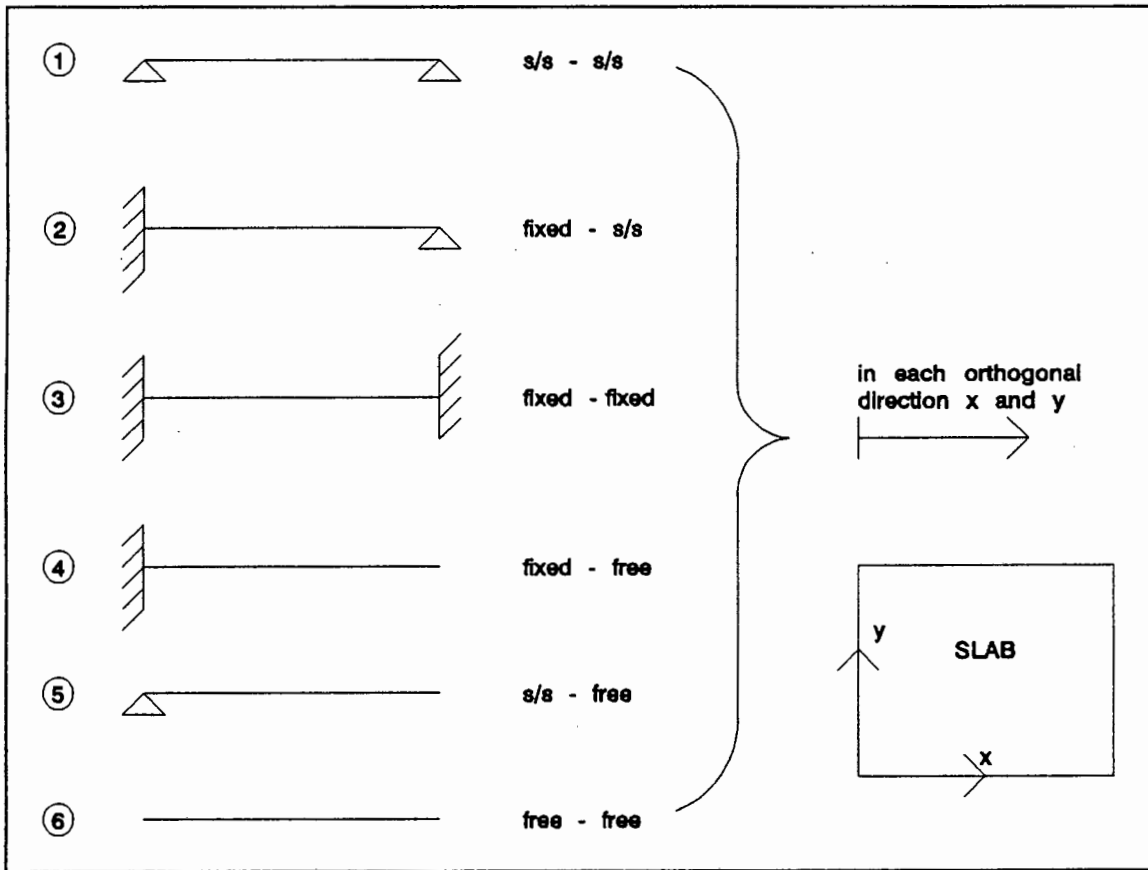 1 s/s - s/s
2 fixed - s/s
3 fixed - fixed
4 fixed - free
5 s/s - free
6 free - free
in each orthogonal
direction x and y
y
SLAB
x